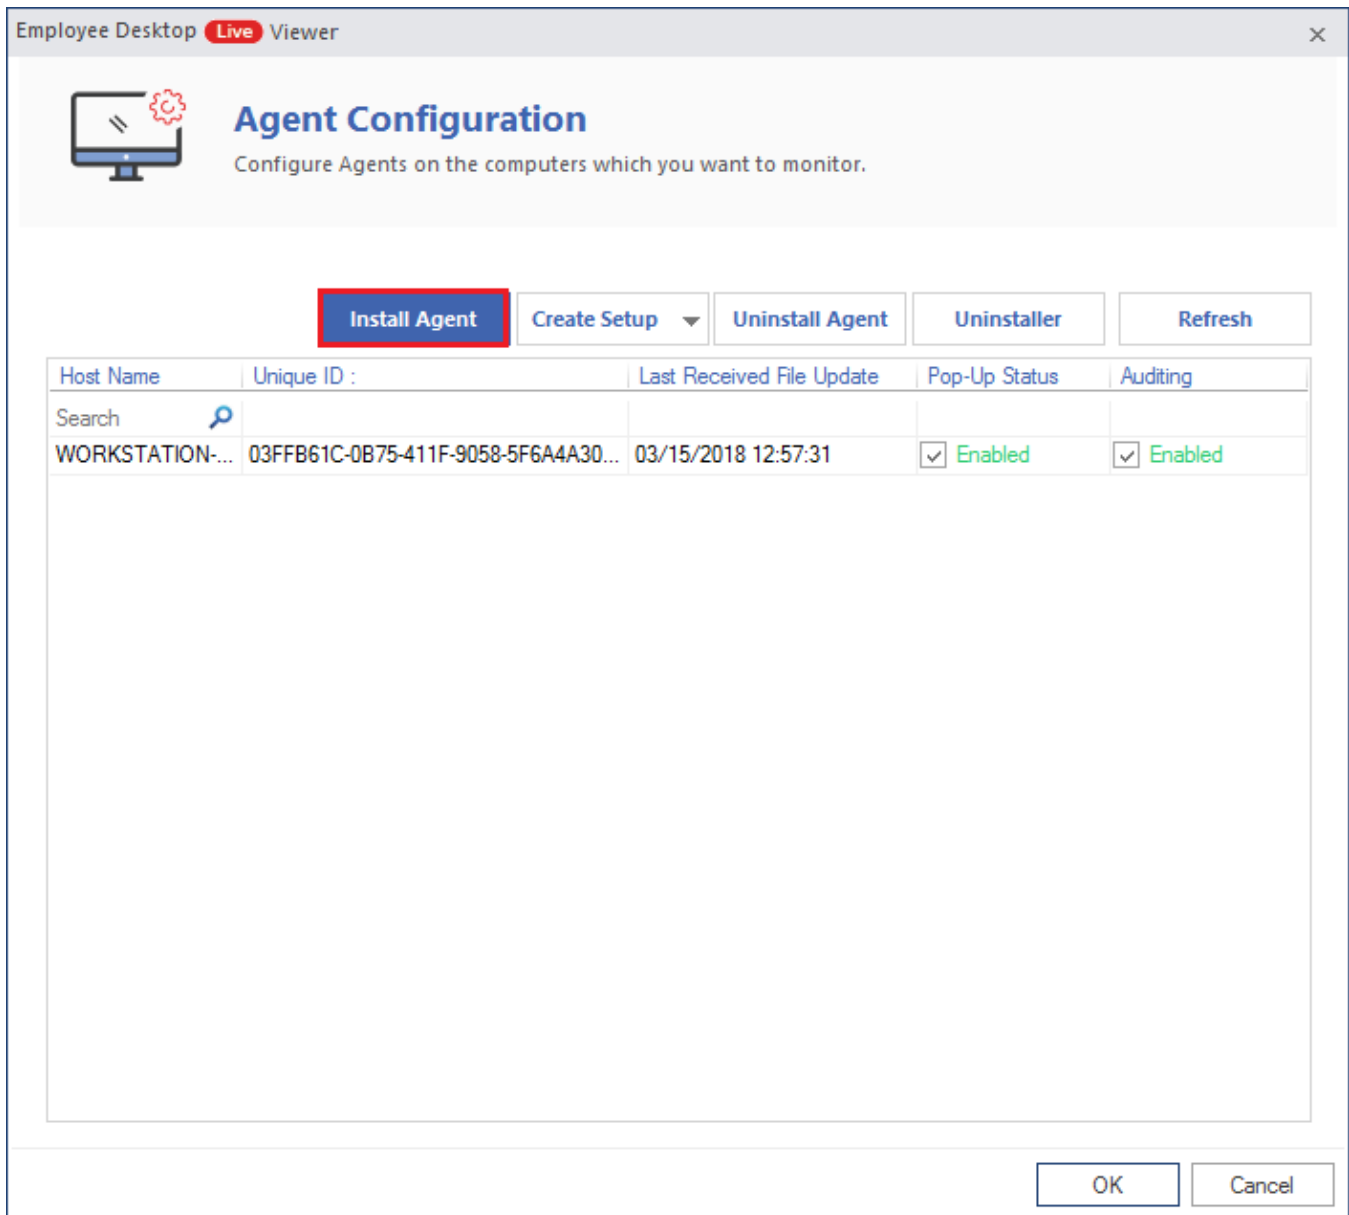 Employee Desktop Live Viewer
Agent Configuration
Configure Agents on the computers which you want to monitor.
Install Agent Create Setup Uninstall Agent Uninstaller Refresh
Host Name Unique ID : Last Received File Update Pop-Up Status Auditing
Search
WORKSTATION-... 03FFB61C-0B75-411F-9058-5F6A4A30... 03/15/2018 12:57:31 Enabled Enabled
OK Cancel